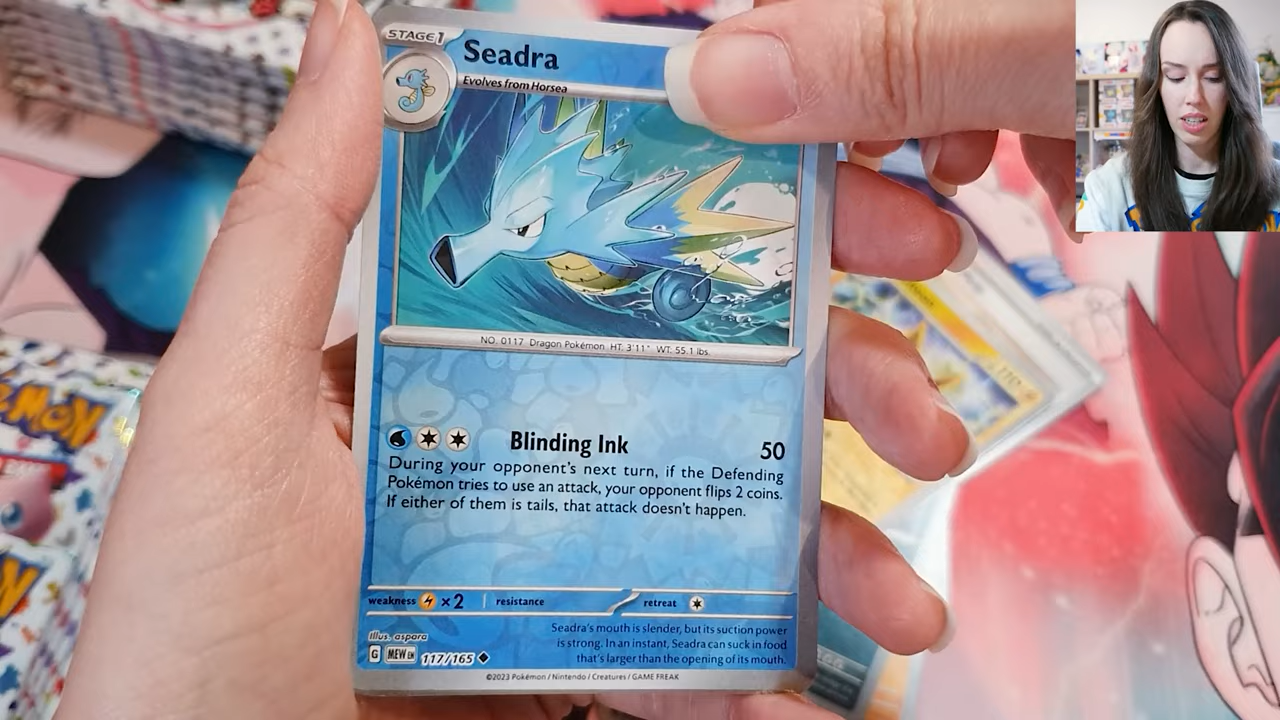 STAGE 1
Seadra
Evolves from Horsea
NO. 0117 Dragon Pokémon HT: 3'11" WT: 55.1 lbs.
Blinding Ink 50
During your opponent's next turn, if the Defending
Pokémon tries to use an attack, your opponent flips 2 coins.
If either of them is tails, that attack doesn't happen.
weakness ×2 resistance retreat
Seadra's mouth is slender, but its suction power
is strong. In an instant, Seadra can suck in food
that's larger than the opening of its mouth.
Illus. aspara
G MEW EN 117/165
©2023 Pokémon / Nintendo / Creatures / GAME FREAK